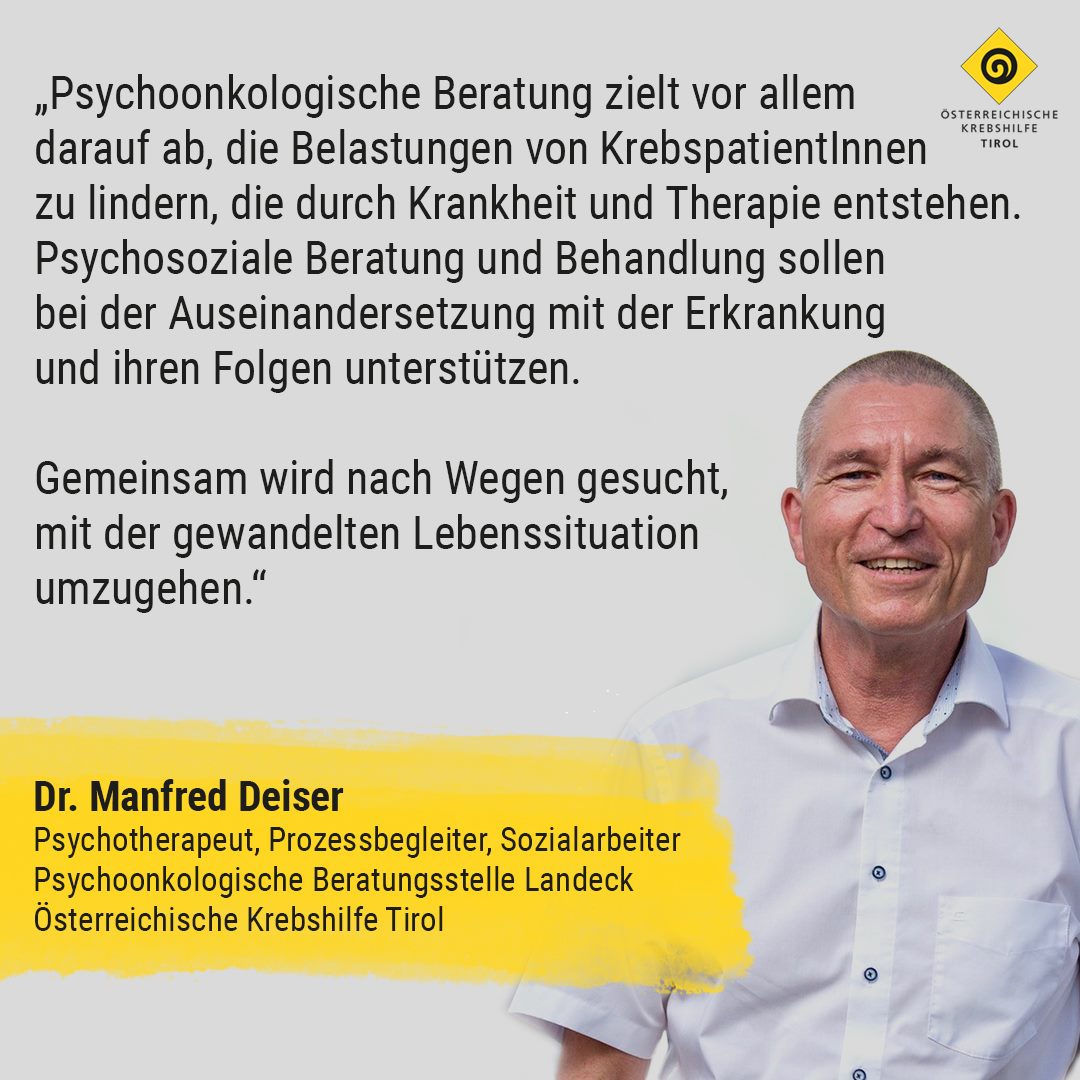 „Psychoonkologische Beratung zielt vor allem
darauf ab, die Belastungen von KrebspatientInnen
zu lindern, die durch Krankheit und Therapie entstehen.
Psychosoziale Beratung und Behandlung sollen
bei der Auseinandersetzung mit der Erkrankung
und ihren Folgen unterstützen.
Gemeinsam wird nach Wegen gesucht,
mit der gewandelten Lebenssituation
umzugehen.“
ÖSTERREICHISCHE
KREBSHILFE
TIROL
Dr. Manfred Deiser
Psychotherapeut, Prozessbegleiter, Sozialarbeiter
Psychoonkologische Beratungsstelle Landeck
Österreichische Krebshilfe Tirol